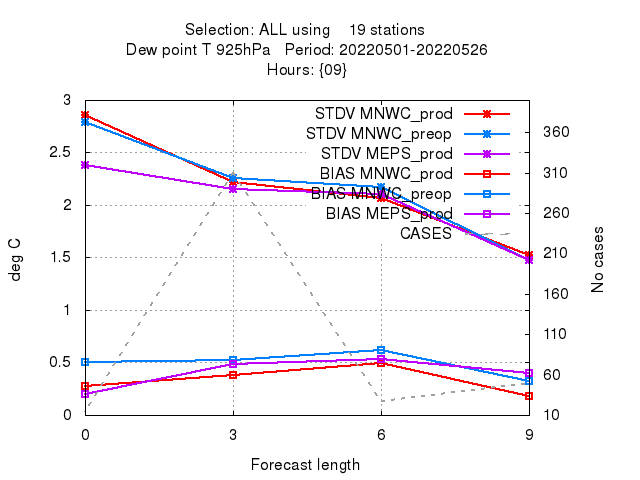 Selection: ALL using 19 stations
Dew point T 925hPa Period: 20220501-20220526
Hours: {09}
3
2.5
2
1.5
1
0.5
0
deg C
STDV MNWC_prod
STDV MNWC_preop
STDV MEPS_prod
BIAS MNWC_prod
BIAS MNWC_preop
BIAS MEPS_prod
CASES
360
310
260
210
160
110
60
10
No cases
0 3 6 9
Forecast length